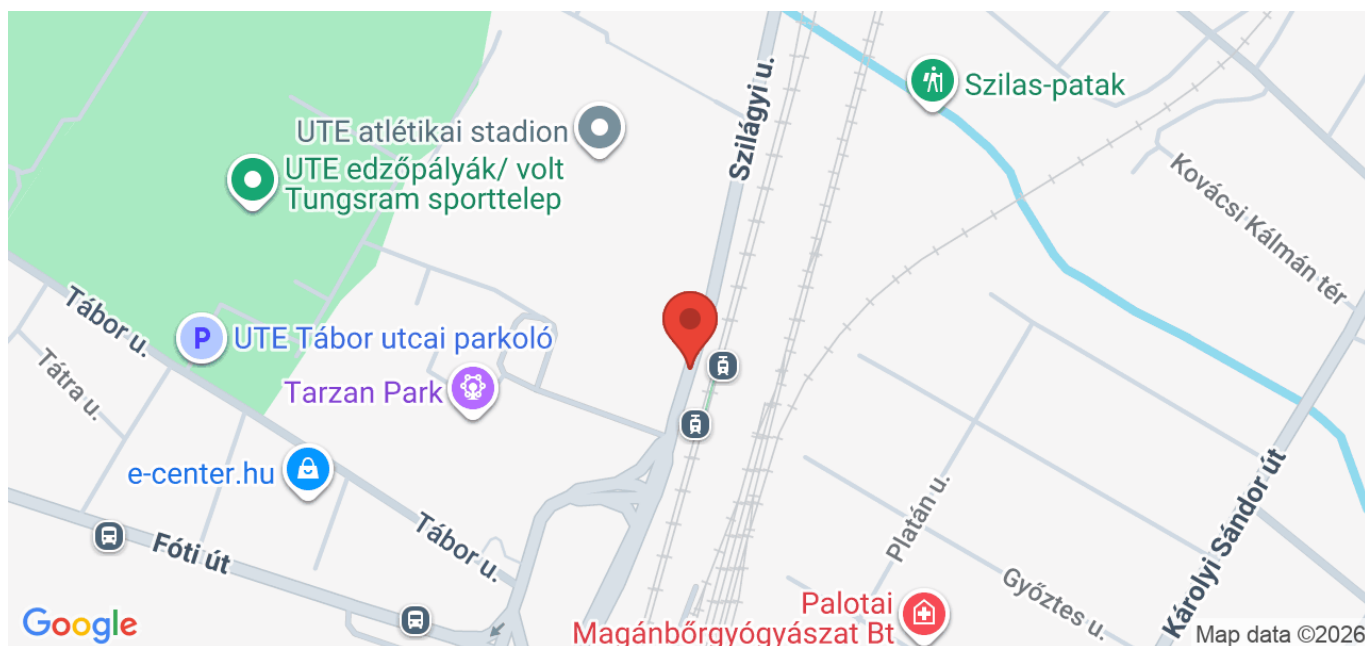 Szilas-patak
UTE atlétikai stadion
Szilágyi u.
UTE edzőpályák/ volt
Tungsram sporttelep
Kovácsi Kálmán tér
Tábor u.
P
UTE Tábor utcai parkoló
Tátra u.
Tarzan Park
e-center.hu
Platán u.
Károlyi Sándor út
Fóti út
Tábor u.
Győztes u.
Palotai
Magánbőrgyógyászat Bt
Google
Map data ©2026